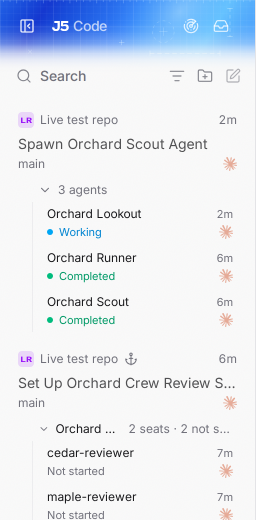 J5 Code
Search
LR Live test repo 2m
Spawn Orchard Scout Agent
main
3 agents
Orchard Lookout 2m
Working
Orchard Runner 6m
Completed
Orchard Scout 6m
Completed
LR Live test repo 6m
Set Up Orchard Crew Review S...
main
Orchard ... 2 seats · 2 not s...
cedar-reviewer 7m
Not started
maple-reviewer 7m
Not started